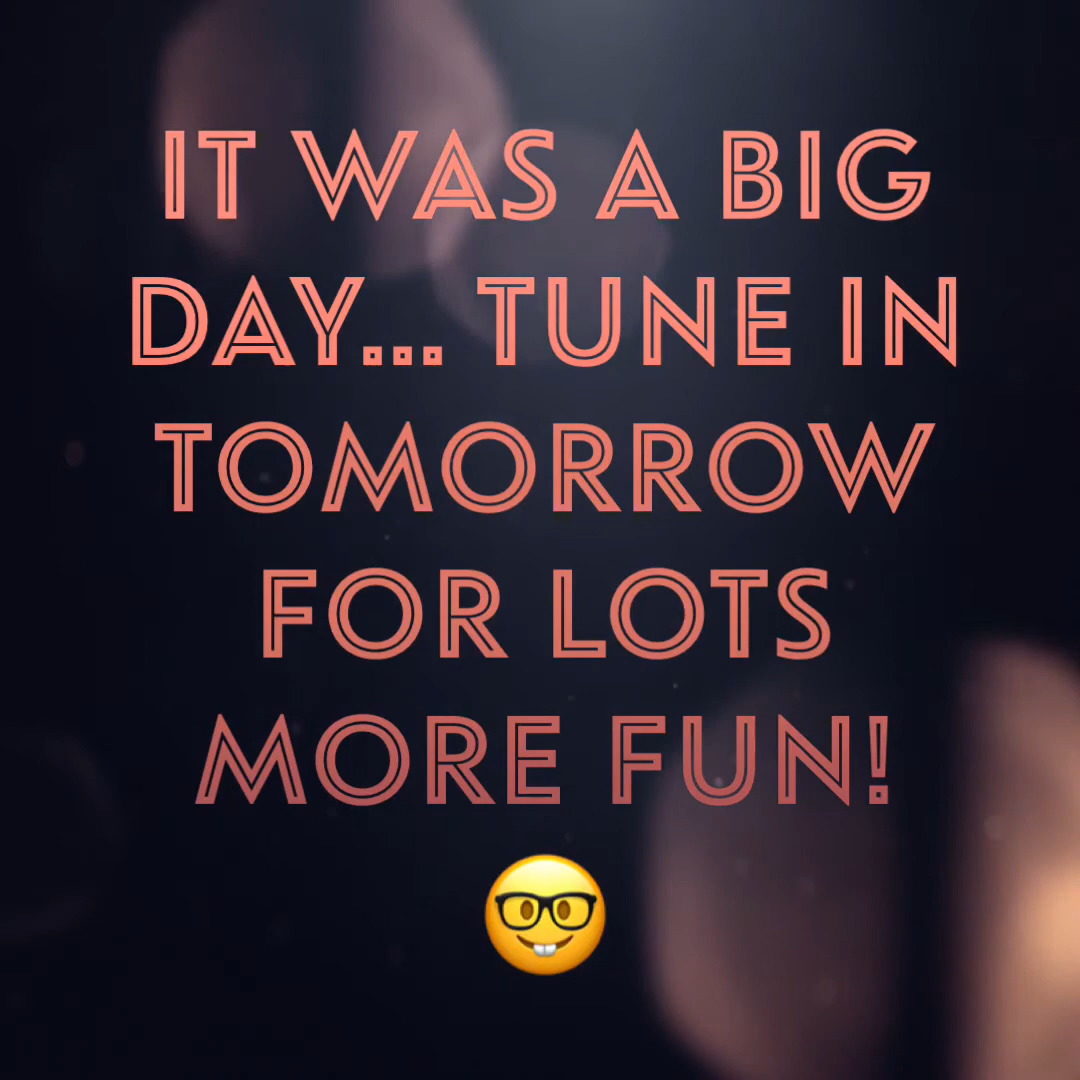 IT WAS A BIG
DAY... TUNE IN
TOMORROW
FOR LOTS
MORE FUN!
🤓